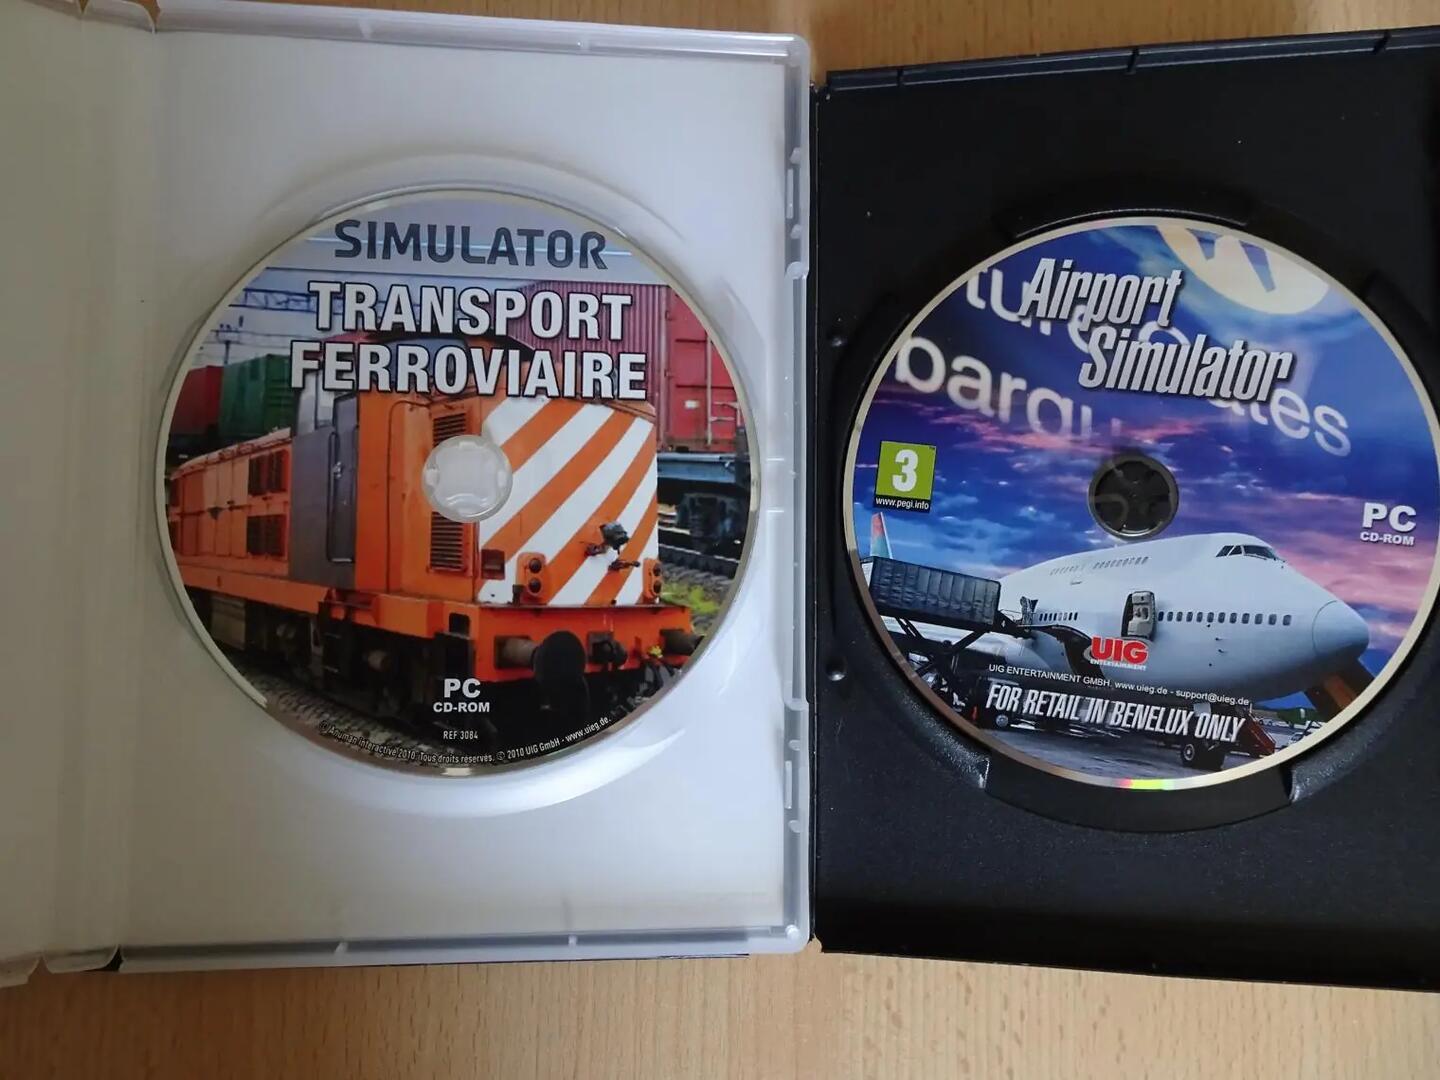 SIMULATOR
TRANSPORT
FERROVIAIRE
PC
CD-ROM
REF 3084
© Anuman Interactive 2010. Tous droits réservés. © 2010 UIG GmbH - www.uieg.de.
Airport
Simulator
3
www.pegi.info
PC
CD-ROM
UIG
ENTERTAINMENT
UIG ENTERTAINMENT GMBH, www.uieg.de - support@uieg.de
FOR RETAIL IN BENELUX ONLY